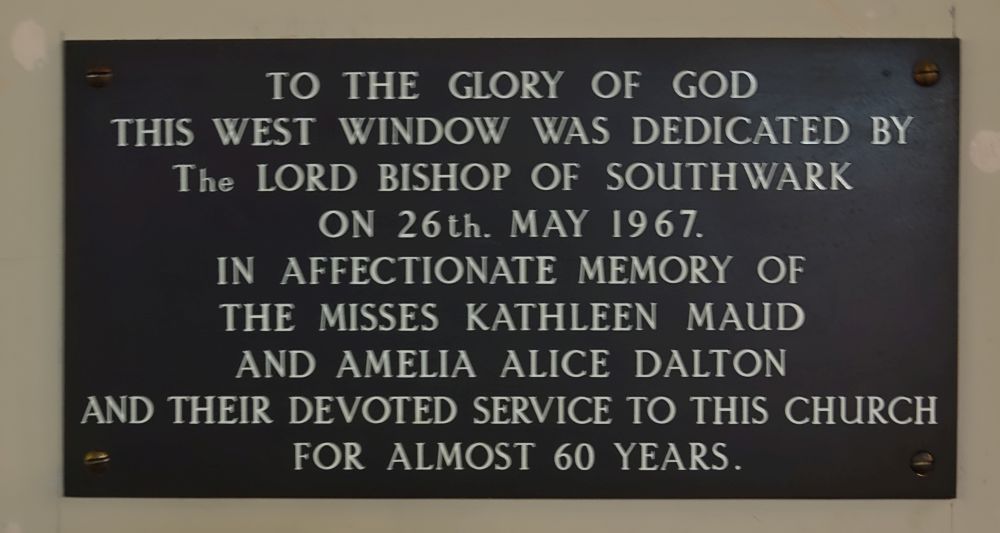 TO THE GLORY OF GOD
THIS WEST WINDOW WAS DEDICATED BY
The LORD BISHOP OF SOUTHWARK
ON 26th. MAY 1967.
IN AFFECTIONATE MEMORY OF
THE MISSES KATHLEEN MAUD
AND AMELIA ALICE DALTON
AND THEIR DEVOTED SERVICE TO THIS CHURCH
FOR ALMOST 60 YEARS.